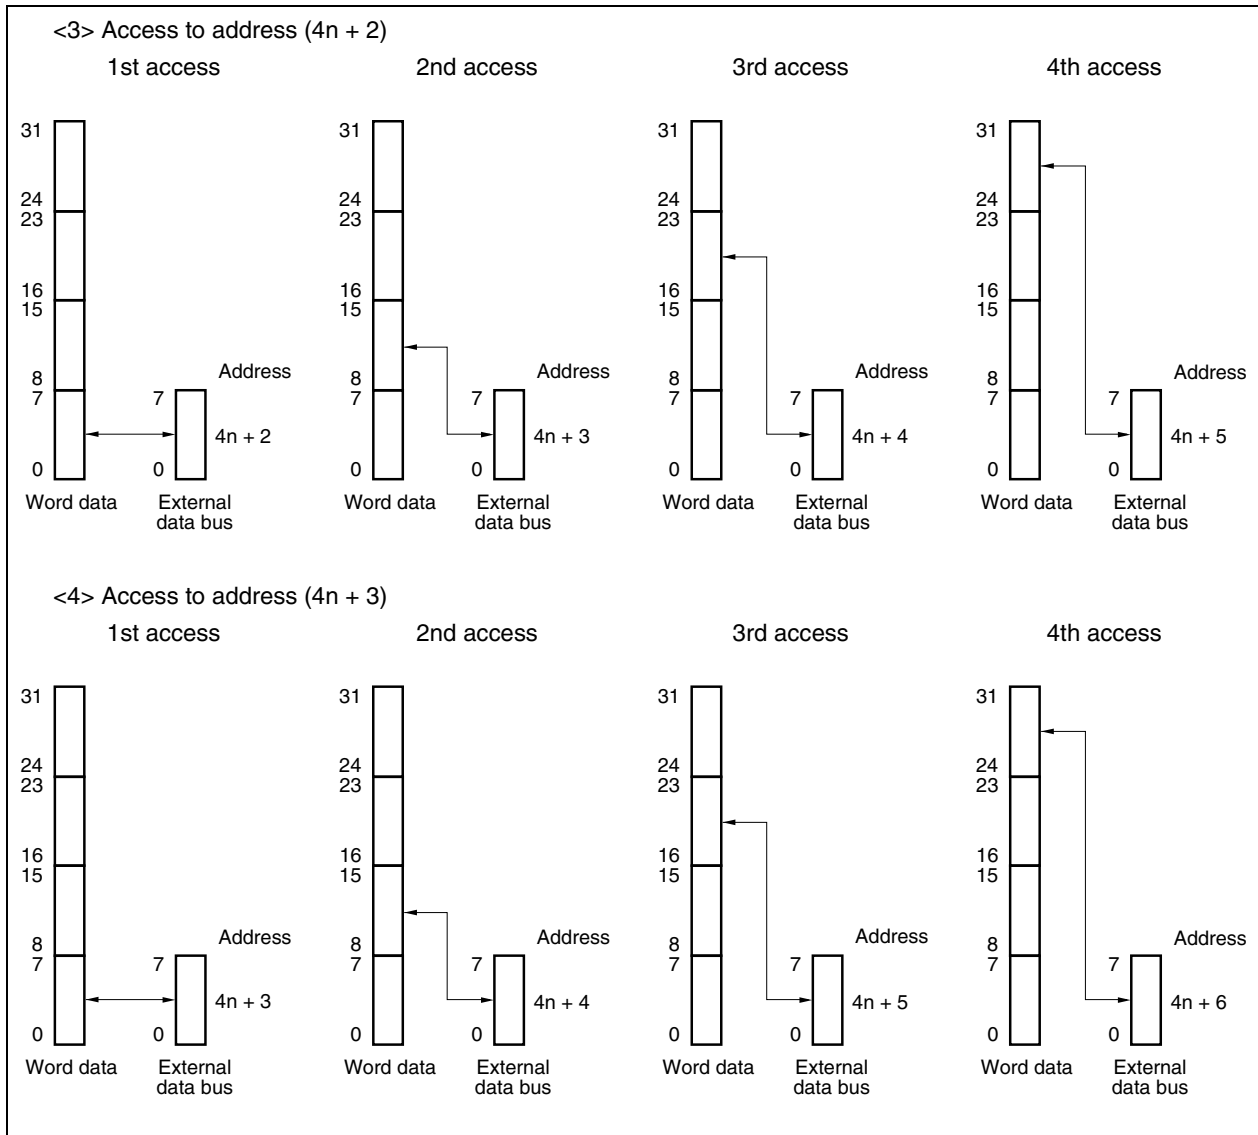 <3> Access to address (4n + 2)
1st access 2nd access 3rd access 4th access
31 31 31 31
24 24 24 24
23 23 23 23
16 16 16 16
15 15 15 15
Address Address Address Address
8 8 8 8
7 7 7 7 7 7 7 7
4n + 2 4n + 3 4n + 4 4n + 5
0 0 0 0 0 0 0 0
Word data External Word data External Word data External Word data External
data bus data bus data bus data bus
<4> Access to address (4n + 3)
1st access 2nd access 3rd access 4th access
31 31 31 31
24 24 24 24
23 23 23 23
16 16 16 16
15 15 15 15
Address Address Address Address
8 8 8 8
7 7 7 7 7 7 7 7
4n + 3 4n + 4 4n + 5 4n + 6
0 0 0 0 0 0 0 0
Word data External Word data External Word data External Word data External
data bus data bus data bus data bus